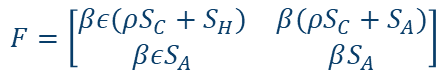 F = [βϵ(ρS_C + S_H) β(ρS_C + S_A)
βϵS_A βS_A]